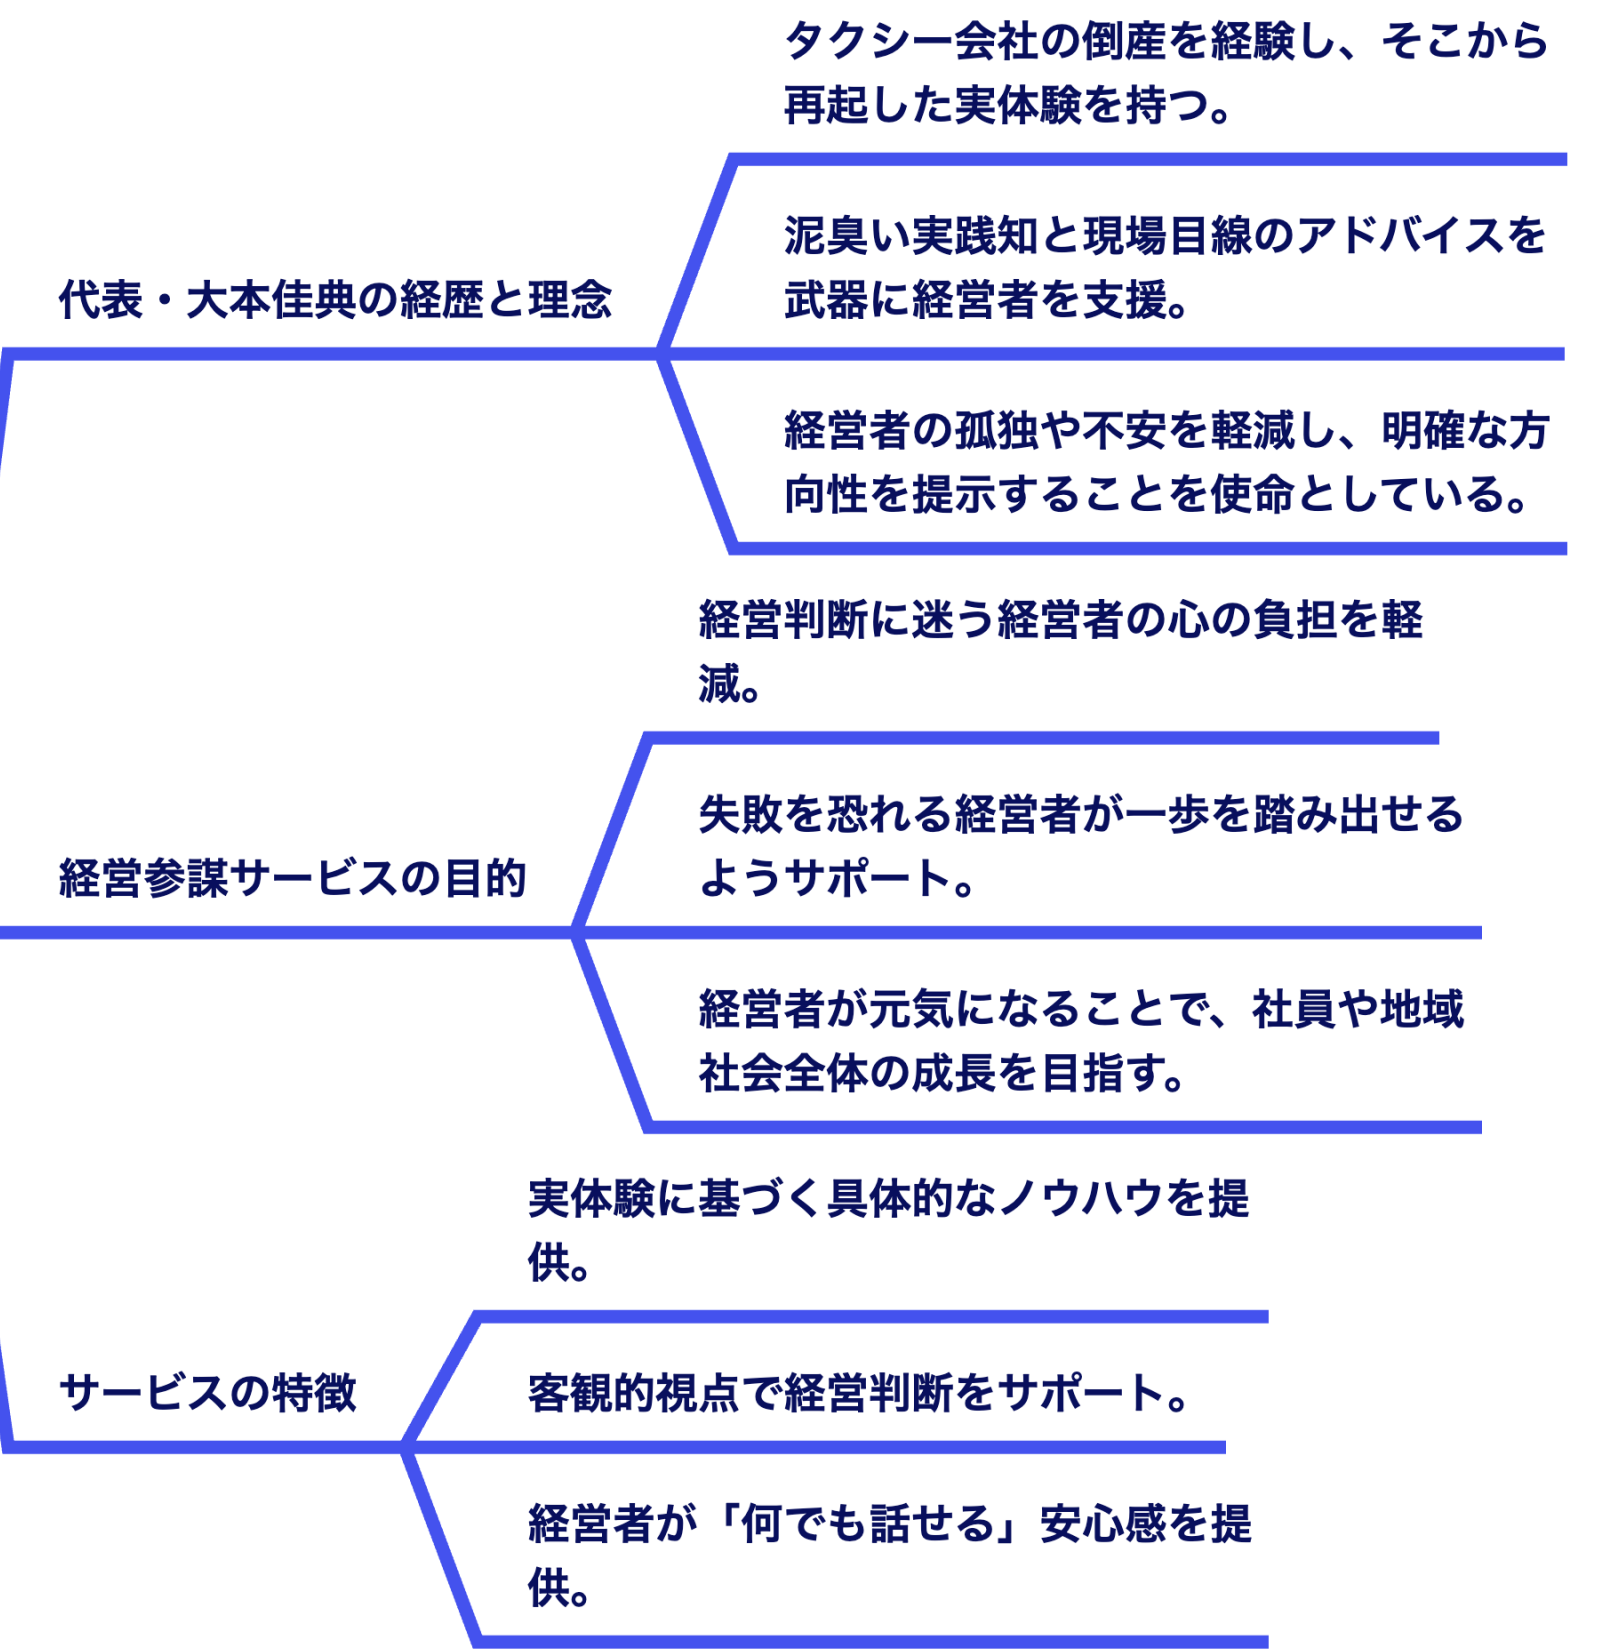 タクシー会社の倒産を経験し、そこから
再起した実体験を持つ。
泥臭い実践知と現場目線のアドバイスを
武器に経営者を支援。
代表・大本佳典の経歴と理念
経営者の孤独や不安を軽減し、明確な方
向性を提示することを使命としている。
経営判断に迷う経営者の心の負担を軽
減。
失敗を恐れる経営者が一歩を踏み出せる
ようサポート。
経営参謀サービスの目的
経営者が元気になることで、社員や地域
社会全体の成長を目指す。
実体験に基づく具体的なノウハウを提
供。
サービスの特徴
客観的視点で経営判断をサポート。
経営者が「何でも話せる」安心感を提
供。